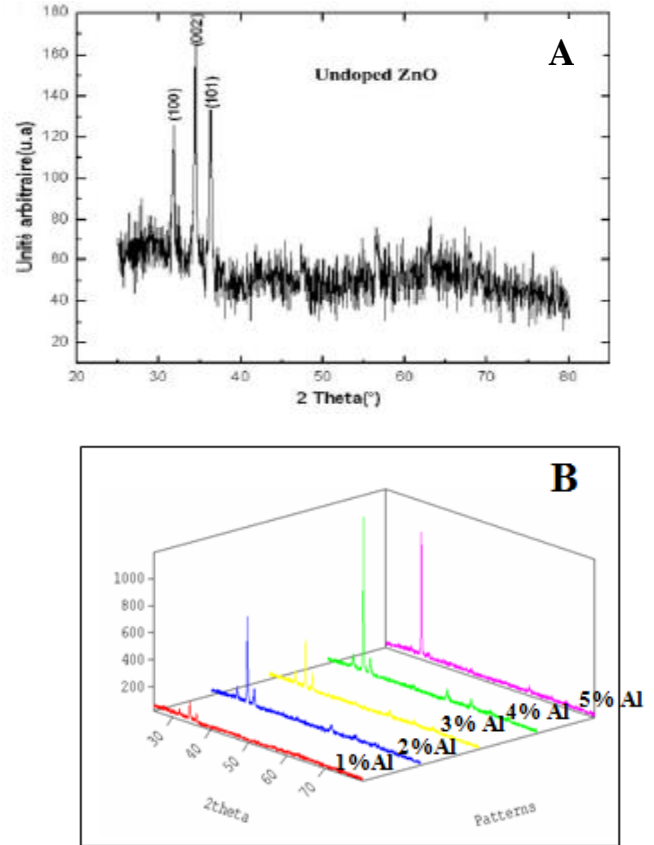 180
160
140
120
100
80
60
40
20
Unité arbitraire(u.a)
(100)
(002)
(101)
Undoped ZnO
A
20 30 40 50 60 70 80
2 Theta(°)
B
1000
800
600
400
200
30 40 50 60 70
2theta
1%Al
2%Al
3% Al
4% Al
5% Al
Patterns